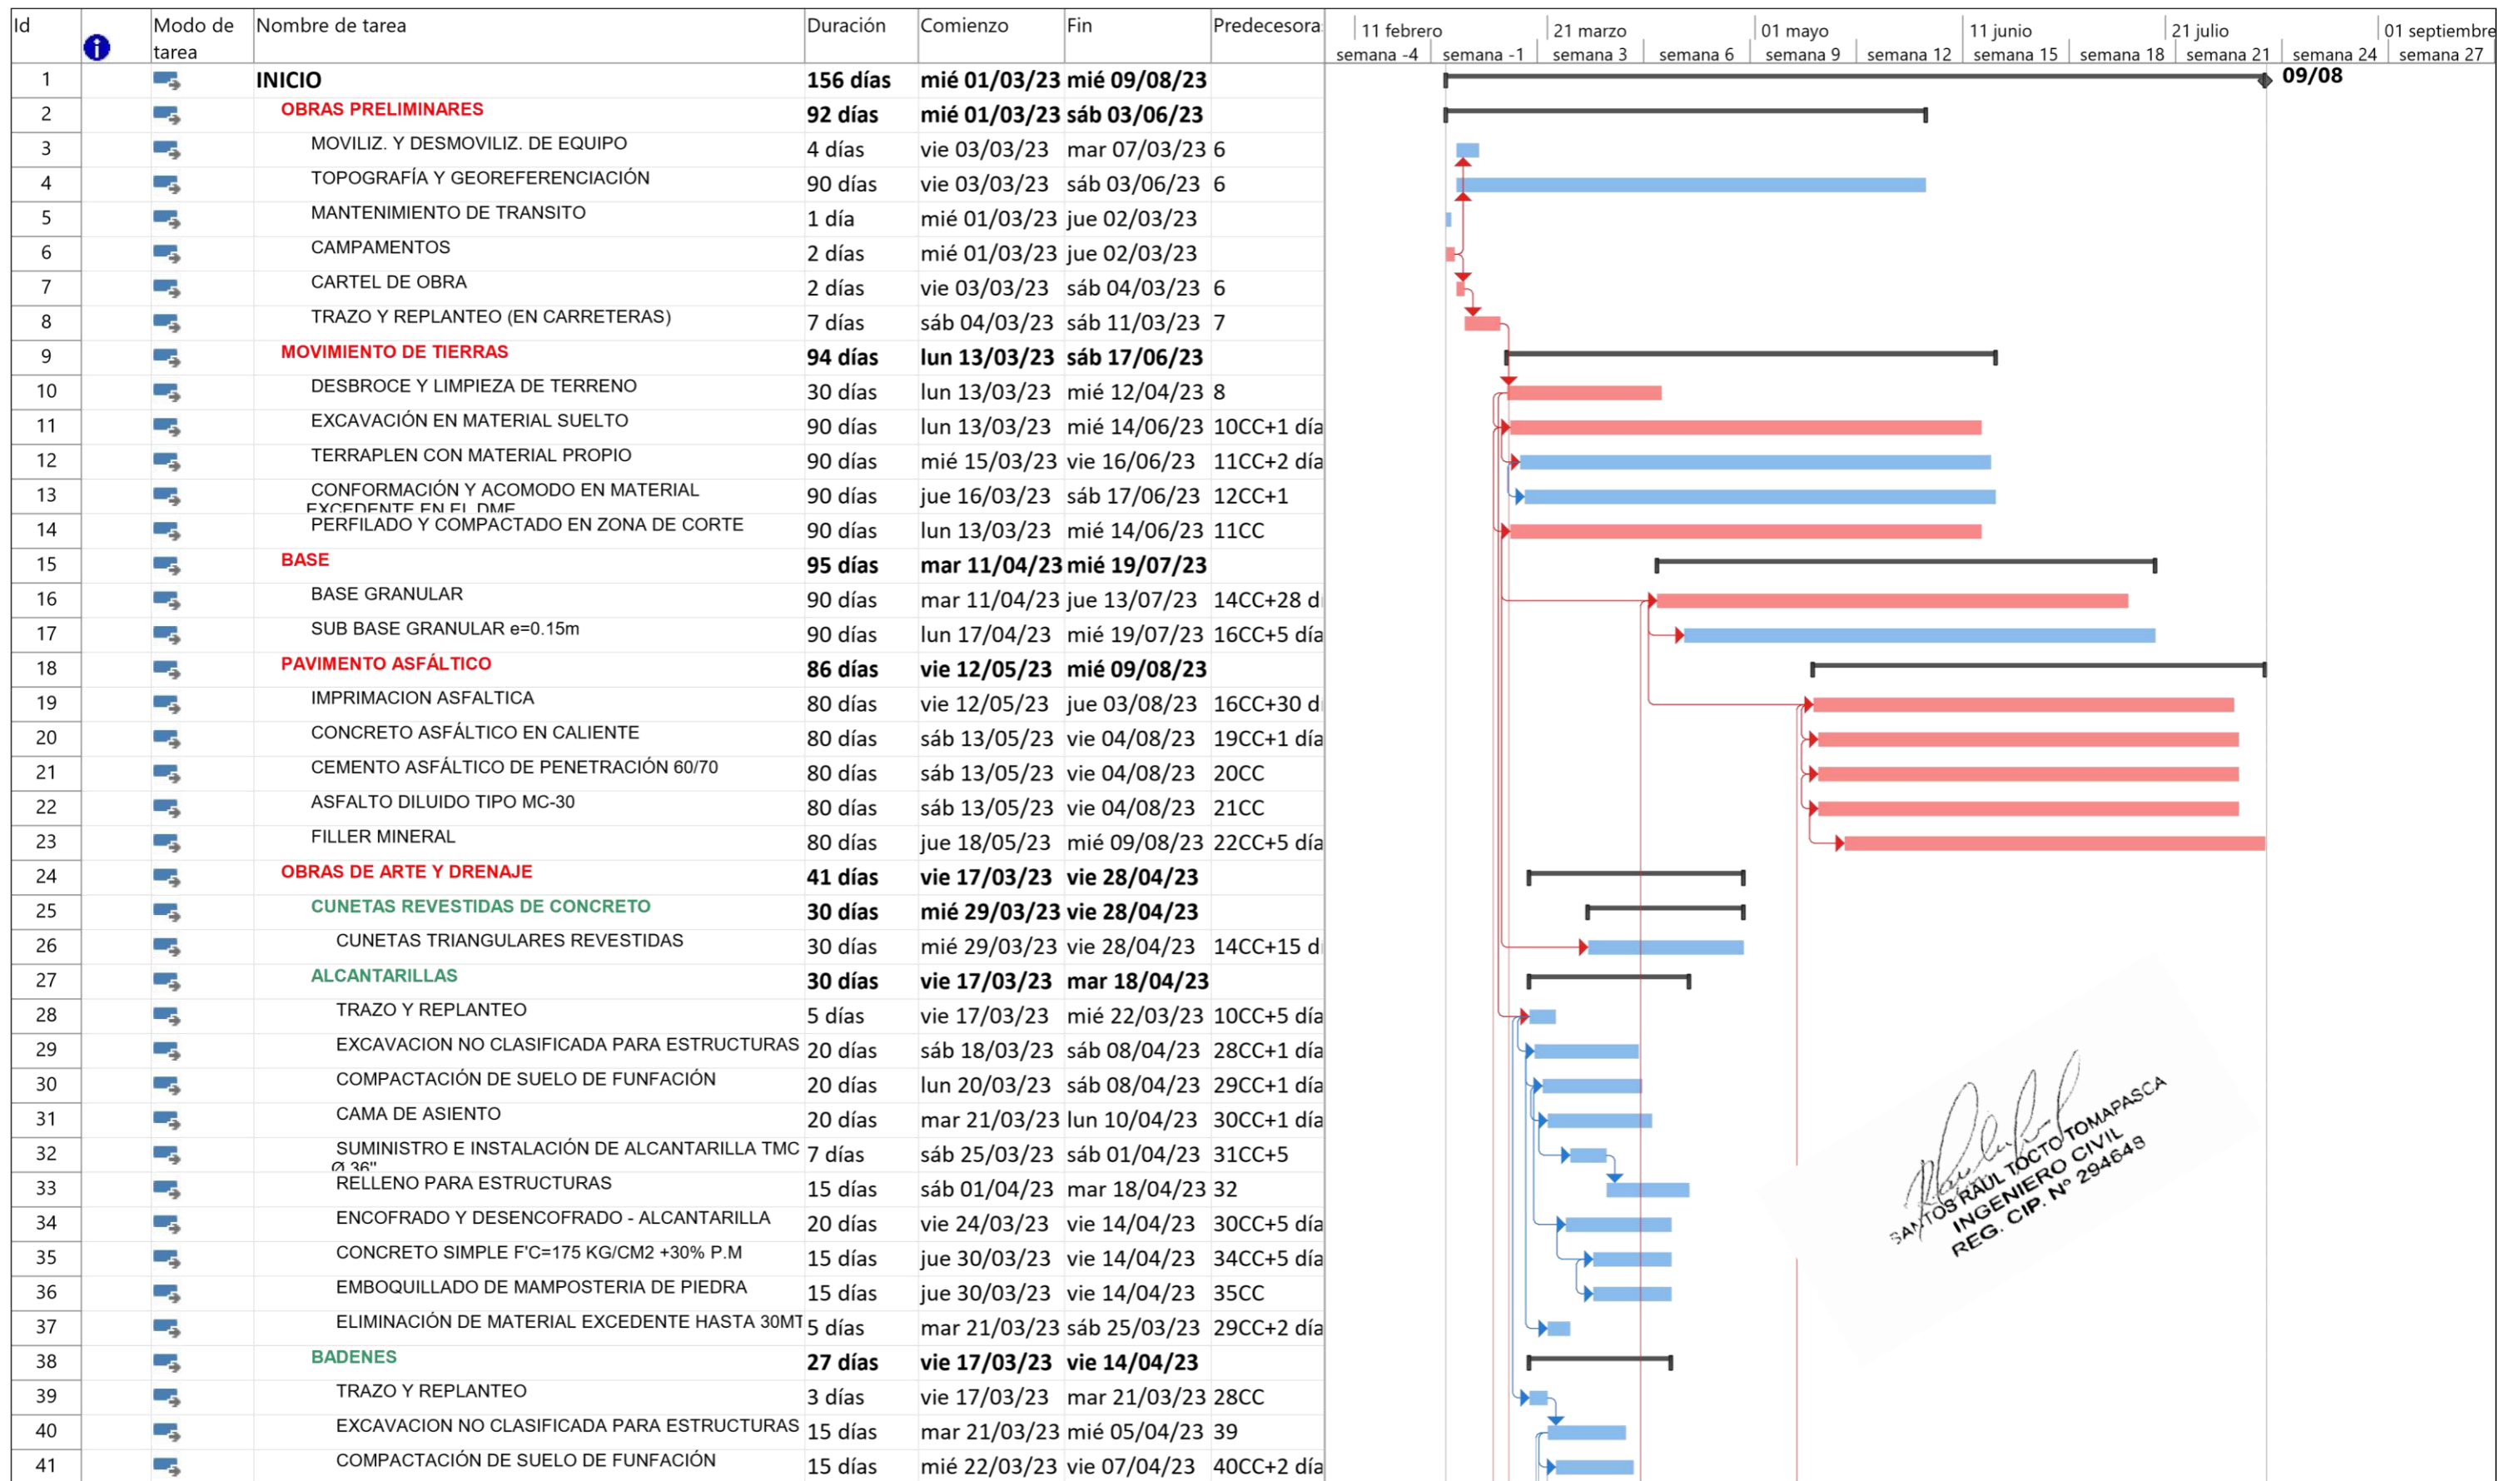 Id Modo de tarea Nombre de tarea Duración Comienzo Fin Predecesora
11 febrero 21 marzo 01 mayo 11 junio 21 julio 01 septiembre
semana -4 semana -1 semana 3 semana 6 semana 9 semana 12 semana 15 semana 18 semana 21 semana 24 semana 27
1 INICIO 156 días mié 01/03/23 mié 09/08/23 09/08
2 OBRAS PRELIMINARES 92 días mié 01/03/23 sáb 03/06/23
3 MOVILIZ. Y DESMOVILIZ. DE EQUIPO 4 días vie 03/03/23 mar 07/03/23 6
4 TOPOGRAFÍA Y GEOREFERENCIACIÓN 90 días vie 03/03/23 sáb 03/06/23 6
5 MANTENIMIENTO DE TRANSITO 1 día mié 01/03/23 jue 02/03/23
6 CAMPAMENTOS 2 días mié 01/03/23 jue 02/03/23
7 CARTEL DE OBRA 2 días vie 03/03/23 sáb 04/03/23 6
8 TRAZO Y REPLANTEO (EN CARRETERAS) 7 días sáb 04/03/23 sáb 11/03/23 7
9 MOVIMIENTO DE TIERRAS 94 días lun 13/03/23 sáb 17/06/23
10 DESBROCE Y LIMPIEZA DE TERRENO 30 días lun 13/03/23 mié 12/04/23 8
11 EXCAVACIÓN EN MATERIAL SUELTO 90 días lun 13/03/23 mié 14/06/23 10CC+1 día
12 TERRAPLEN CON MATERIAL PROPIO 90 días mié 15/03/23 vie 16/06/23 11CC+2 día
13 CONFORMACIÓN Y ACOMODO EN MATERIAL EXCEDENTE EN EL DME 90 días jue 16/03/23 sáb 17/06/23 12CC+1
14 PERFILADO Y COMPACTADO EN ZONA DE CORTE 90 días lun 13/03/23 mié 14/06/23 11CC
15 BASE 95 días mar 11/04/23 mié 19/07/23
16 BASE GRANULAR 90 días mar 11/04/23 jue 13/07/23 14CC+28 d
17 SUB BASE GRANULAR e=0.15m 90 días lun 17/04/23 mié 19/07/23 16CC+5 día
18 PAVIMENTO ASFÁLTICO 86 días vie 12/05/23 mié 09/08/23
19 IMPRIMACION ASFALTICA 80 días vie 12/05/23 jue 03/08/23 16CC+30 d
20 CONCRETO ASFÁLTICO EN CALIENTE 80 días sáb 13/05/23 vie 04/08/23 19CC+1 día
21 CEMENTO ASFÁLTICO DE PENETRACIÓN 60/70 80 días sáb 13/05/23 vie 04/08/23 20CC
22 ASFALTO DILUIDO TIPO MC-30 80 días sáb 13/05/23 vie 04/08/23 21CC
23 FILLER MINERAL 80 días jue 18/05/23 mié 09/08/23 22CC+5 día
24 OBRAS DE ARTE Y DRENAJE 41 días vie 17/03/23 vie 28/04/23
25 CUNETAS REVESTIDAS DE CONCRETO 30 días mié 29/03/23 vie 28/04/23
26 CUNETAS TRIANGULARES REVESTIDAS 30 días mié 29/03/23 vie 28/04/23 14CC+15 d
27 ALCANTARILLAS 30 días vie 17/03/23 mar 18/04/23
28 TRAZO Y REPLANTEO 5 días vie 17/03/23 mié 22/03/23 10CC+5 día
29 EXCAVACION NO CLASIFICADA PARA ESTRUCTURAS 20 días sáb 18/03/23 sáb 08/04/23 28CC+1 día
30 COMPACTACIÓN DE SUELO DE FUNFACIÓN 20 días lun 20/03/23 sáb 08/04/23 29CC+1 día
31 CAMA DE ASIENTO 20 días mar 21/03/23 lun 10/04/23 30CC+1 día
32 SUMINISTRO E INSTALACIÓN DE ALCANTARILLA TMC Ø 36" 7 días sáb 25/03/23 sáb 01/04/23 31CC+5
33 RELLENO PARA ESTRUCTURAS 15 días sáb 01/04/23 mar 18/04/23 32
34 ENCOFRADO Y DESENCOFRADO - ALCANTARILLA 20 días vie 24/03/23 vie 14/04/23 30CC+5 día
35 CONCRETO SIMPLE F'C=175 KG/CM2 +30% P.M 15 días jue 30/03/23 vie 14/04/23 34CC+5 día
36 EMBOQUILLADO DE MAMPOSTERIA DE PIEDRA 15 días jue 30/03/23 vie 14/04/23 35CC
37 ELIMINACIÓN DE MATERIAL EXCEDENTE HASTA 30MT 5 días mar 21/03/23 sáb 25/03/23 29CC+2 día
38 BADENES 27 días vie 17/03/23 vie 14/04/23
39 TRAZO Y REPLANTEO 3 días vie 17/03/23 mar 21/03/23 28CC
40 EXCAVACION NO CLASIFICADA PARA ESTRUCTURAS 15 días mar 21/03/23 mié 05/04/23 39
41 COMPACTACIÓN DE SUELO DE FUNFACIÓN 15 días mié 22/03/23 vie 07/04/23 40CC+2 día
SANTOS RAUL TOCTO TOMAPASCA
INGENIERO CIVIL
REG. CIP. N° 294648